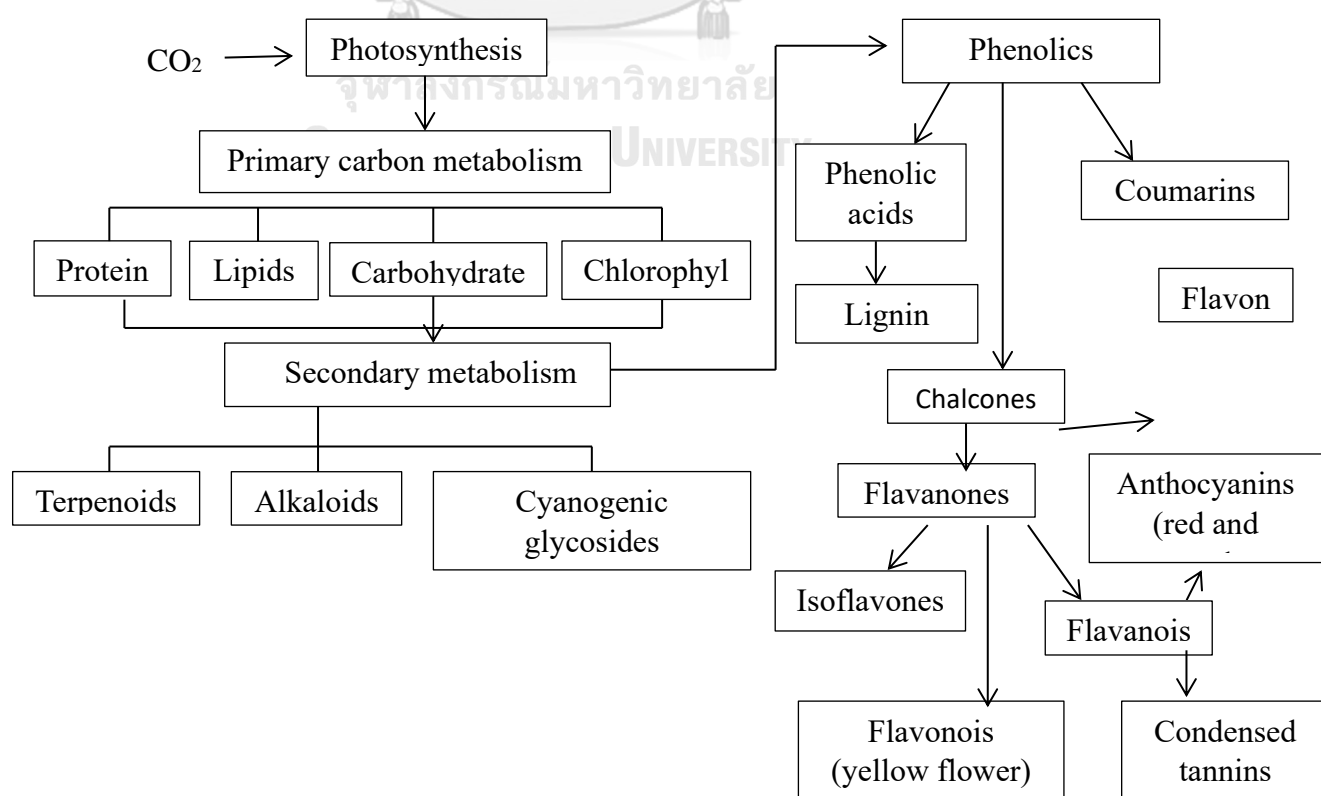 CO2
Photosynthesis
จุฬาลงกรณ์มหาวิทยาลัย
UNIVERSITY
Primary carbon metabolism
Protein
Lipids
Carbohydrate
Chlorophyl
Secondary metabolism
Terpenoids
Alkaloids
Cyanogenic
glycosides
Phenolics
Phenolic
acids
Coumarins
Lignin
Flavon
Chalcones
Flavanones
Anthocyanins
(red and
Isoflavones
Flavanois
Flavonois
(yellow flower)
Condensed
tannins